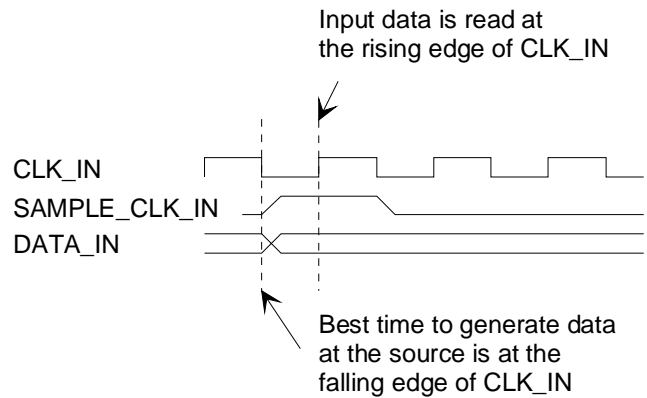 Input data is read at
the rising edge of CLK_IN
CLK_IN
SAMPLE_CLK_IN
DATA_IN
Best time to generate data
at the source is at the
falling edge of CLK_IN